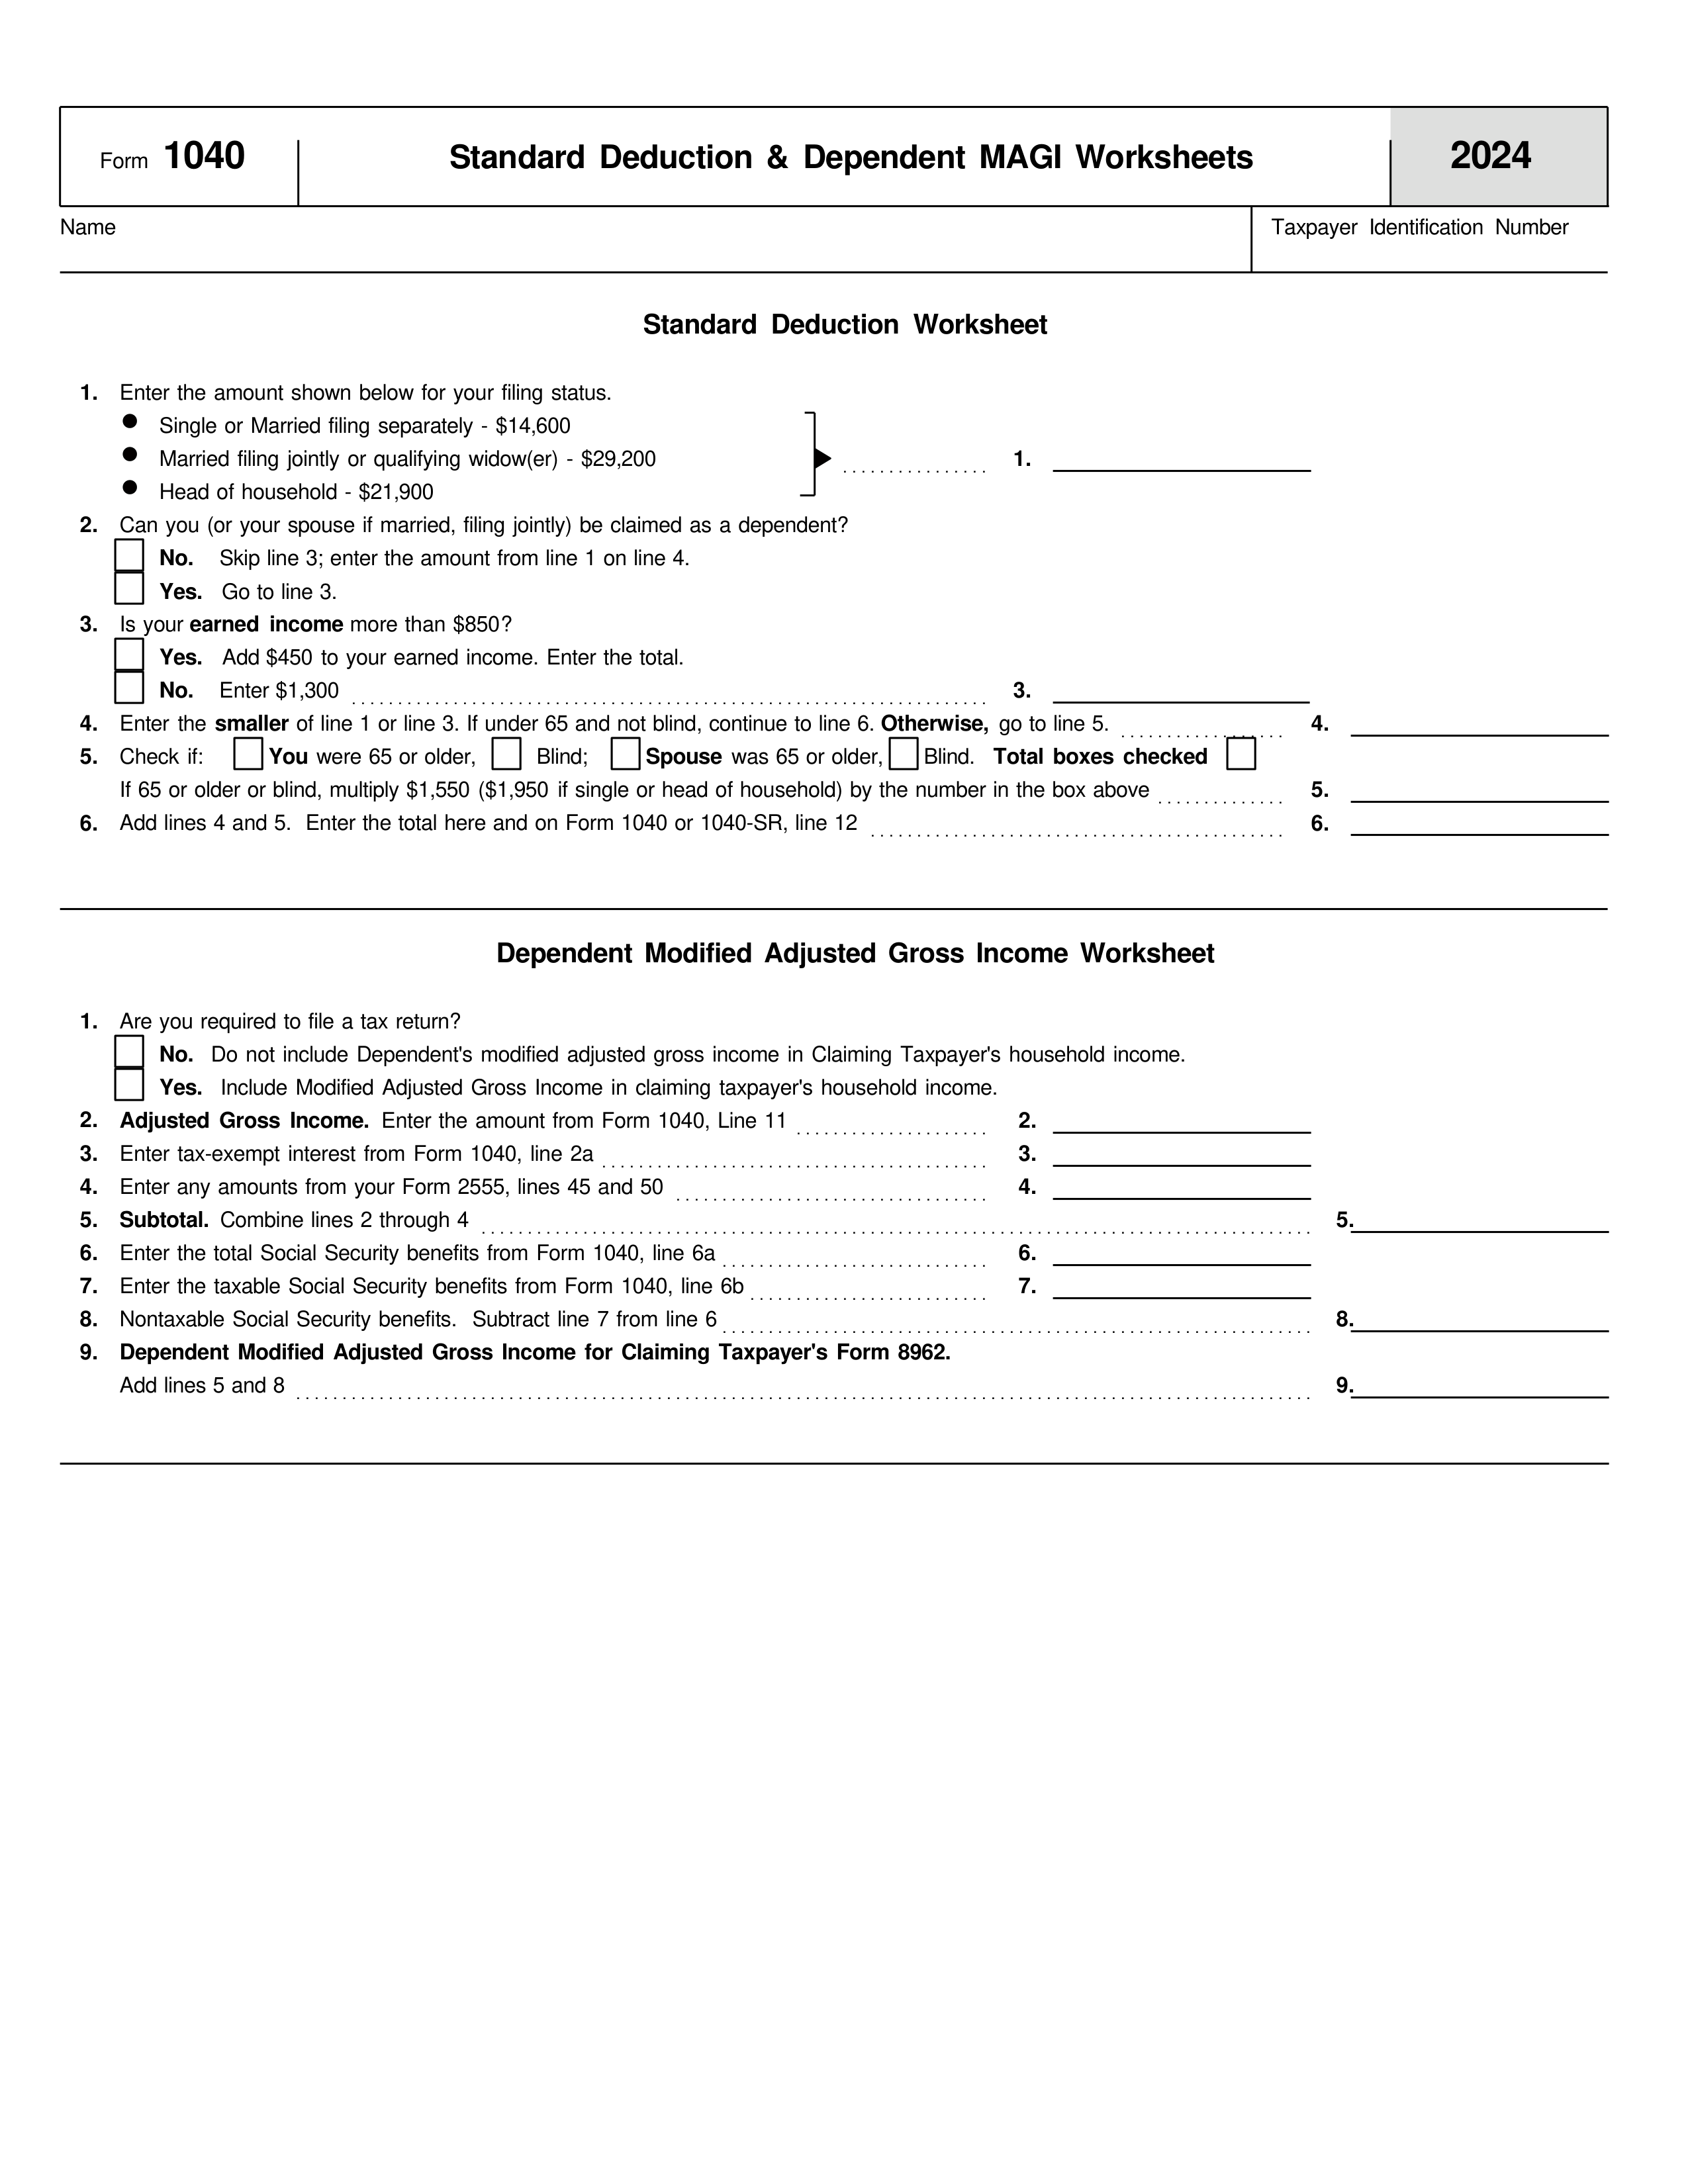 Form 1040 Standard Deduction & Dependent MAGI Worksheets 2024
Name Taxpayer Identification Number
Standard Deduction Worksheet
1. Enter the amount shown below for your filing status.
● Single or Married filing separately - $14,600
● Married filing jointly or qualifying widow(er) - $29,200 1.
● Head of household - $21,900
2. Can you (or your spouse if married, filing jointly) be claimed as a dependent?
No. Skip line 3; enter the amount from line 1 on line 4.
Yes. Go to line 3.
3. Is your earned income more than $850?
Yes. Add $450 to your earned income. Enter the total.
No. Enter $1,300 3.
4. Enter the smaller of line 1 or line 3. If under 65 and not blind, continue to line 6. Otherwise, go to line 5. 4.
5. Check if: You were 65 or older, Blind; Spouse was 65 or older, Blind. Total boxes checked
If 65 or older or blind, multiply $1,550 ($1,950 if single or head of household) by the number in the box above 5.
6. Add lines 4 and 5. Enter the total here and on Form 1040 or 1040-SR, line 12 6.
Dependent Modified Adjusted Gross Income Worksheet
1. Are you required to file a tax return?
No. Do not include Dependent's modified adjusted gross income in Claiming Taxpayer's household income.
Yes. Include Modified Adjusted Gross Income in claiming taxpayer's household income.
2. Adjusted Gross Income. Enter the amount from Form 1040, Line 11 2.
3. Enter tax-exempt interest from Form 1040, line 2a 3.
4. Enter any amounts from your Form 2555, lines 45 and 50 4.
5. Subtotal. Combine lines 2 through 4 5.
6. Enter the total Social Security benefits from Form 1040, line 6a 6.
7. Enter the taxable Social Security benefits from Form 1040, line 6b 7.
8. Nontaxable Social Security benefits. Subtract line 7 from line 6 8.
9. Dependent Modified Adjusted Gross Income for Claiming Taxpayer's Form 8962.
Add lines 5 and 8 9.